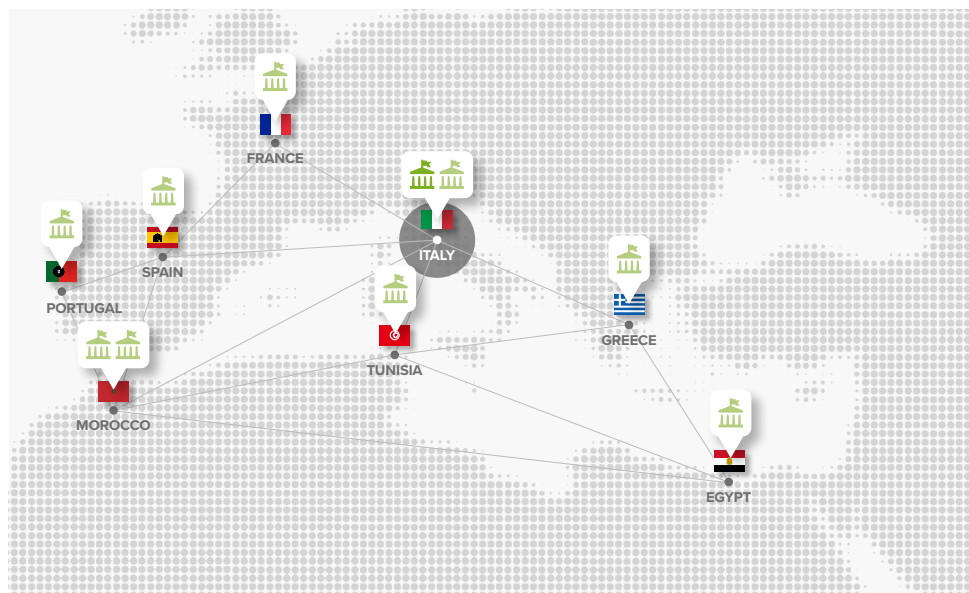 FRANCE
ITALY
SPAIN
PORTUGAL
GREECE
TUNISIA
MOROCCO
EGYPT